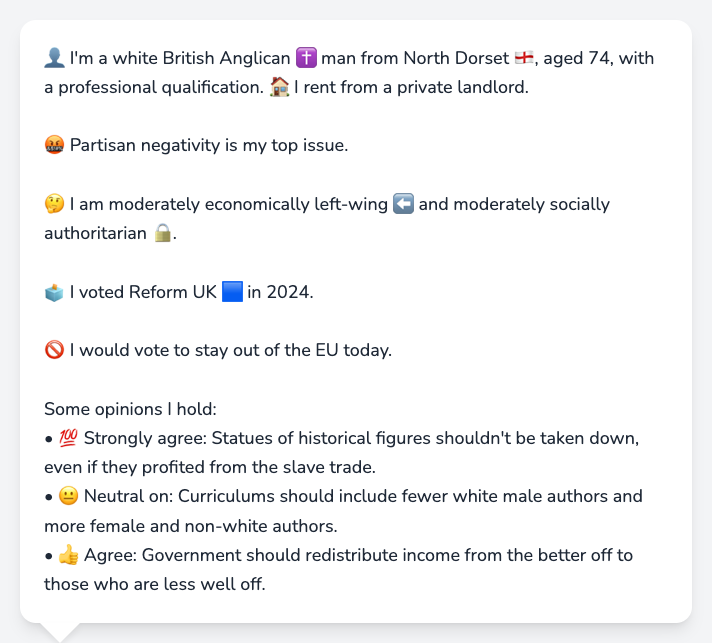 👤 I'm a white British Anglican ✝️ man from North Dorset 🏴󠁧󠁢󠁥󠁮󠁧󠁿, aged 74, with
a professional qualification. 🏠 I rent from a private landlord.
🤬 Partisan negativity is my top issue.
🤔 I am moderately economically left-wing ⬅️ and moderately socially
authoritarian 🔒.
🗳️ I voted Reform UK 🟦 in 2024.
🚫 I would vote to stay out of the EU today.
Some opinions I hold:
• 💯 Strongly agree: Statues of historical figures shouldn't be taken down,
even if they profited from the slave trade.
• 😐 Neutral on: Curriculums should include fewer white male authors and
more female and non-white authors.
• 👍 Agree: Government should redistribute income from the better off to
those who are less well off.